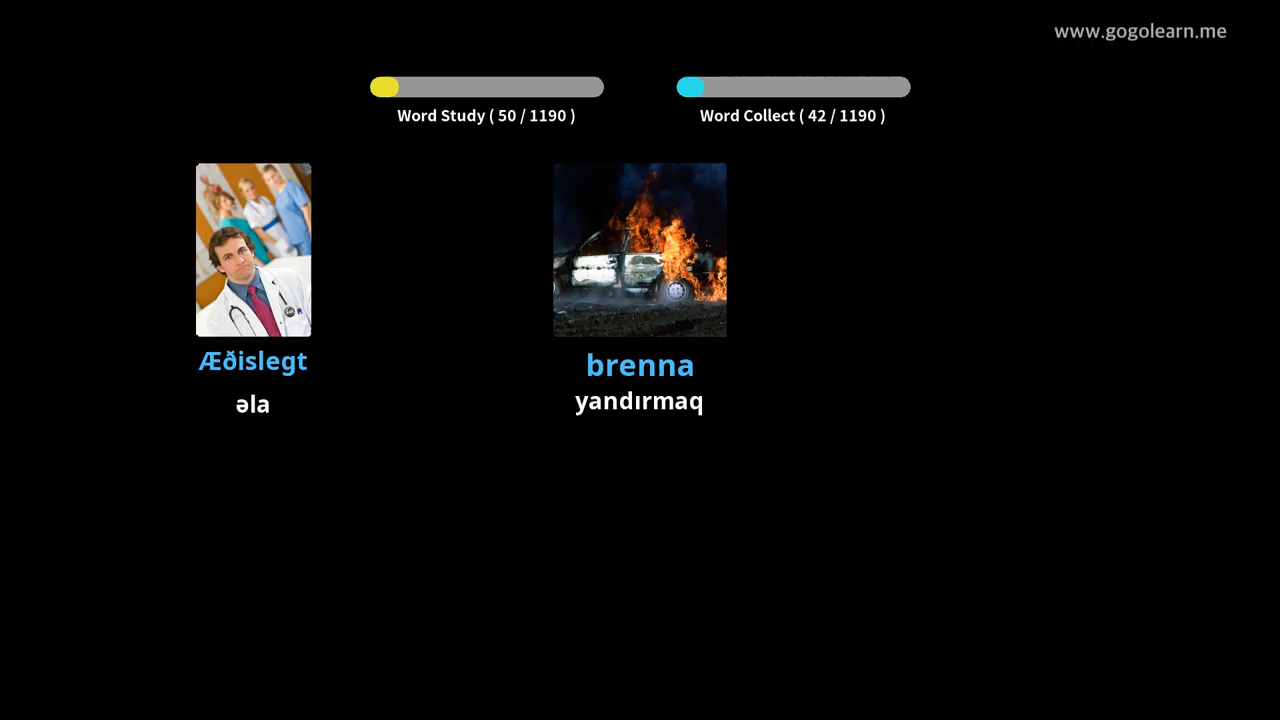 www.gogolearn.me
Word Study ( 50 / 1190 )
Word Collect ( 42 / 1190 )
Æðislegt
əla
brenna
yandırmaq